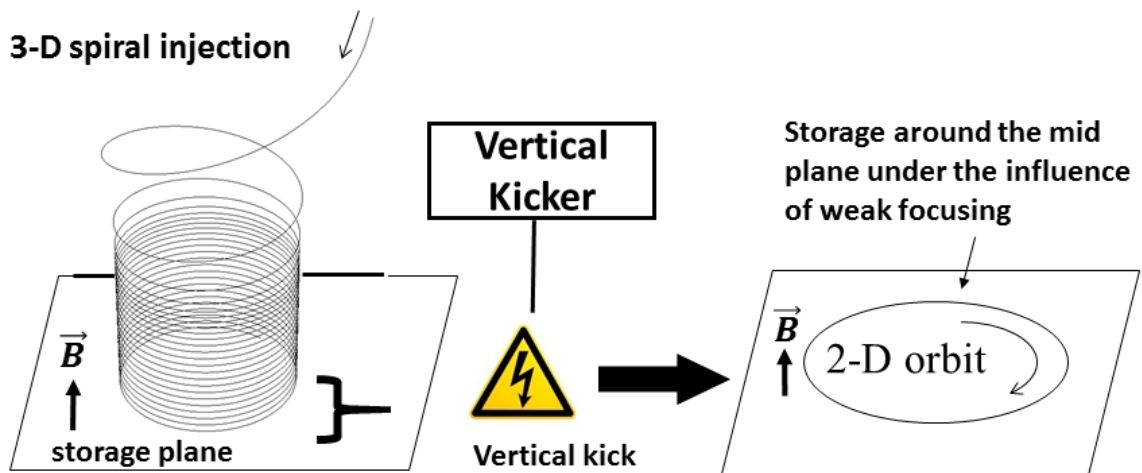 3-D spiral injection
Vertical
Kicker
Storage around the mid
plane under the influence
of weak focusing
B⃗
storage plane
Vertical kick
B⃗
2-D orbit